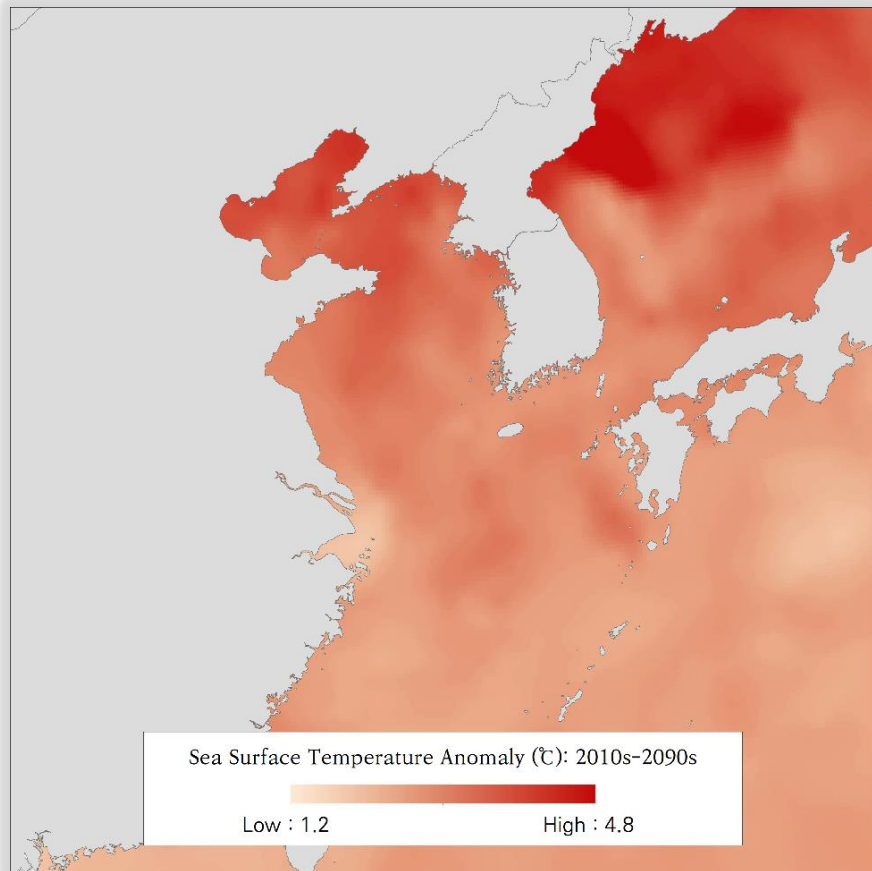 Sea Surface Temperature Anomaly (℃): 2010s-2090s
Low : 1.2
High : 4.8